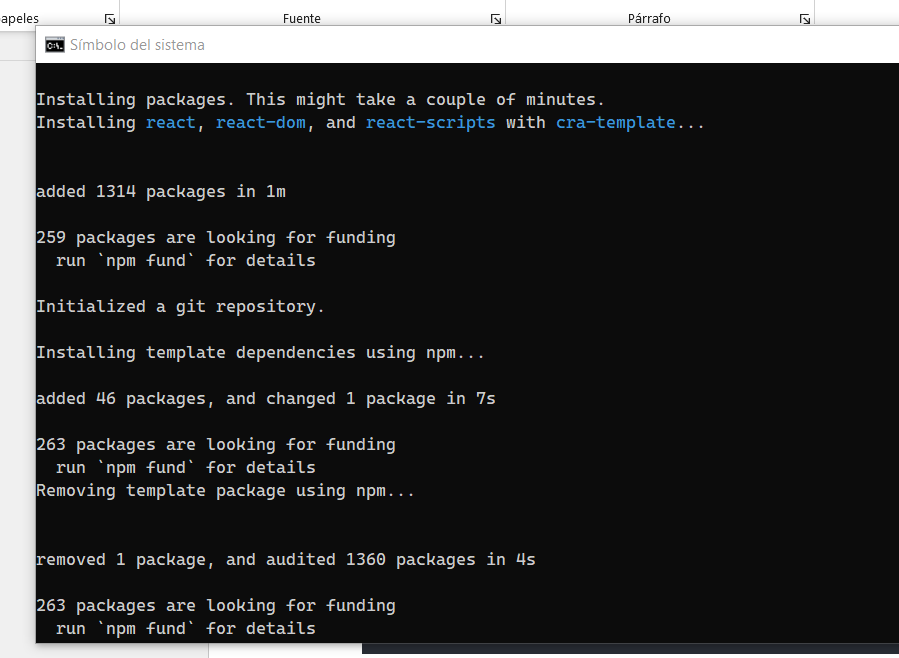 apeles Fuente Párrafo
Símbolo del sistema
Installing packages. This might take a couple of minutes.
Installing react, react-dom, and react-scripts with cra-template...
added 1314 packages in 1m
259 packages are looking for funding
run `npm fund` for details
Initialized a git repository.
Installing template dependencies using npm...
added 46 packages, and changed 1 package in 7s
263 packages are looking for funding
run `npm fund` for details
Removing template package using npm...
removed 1 package, and audited 1360 packages in 4s
263 packages are looking for funding
run `npm fund` for details